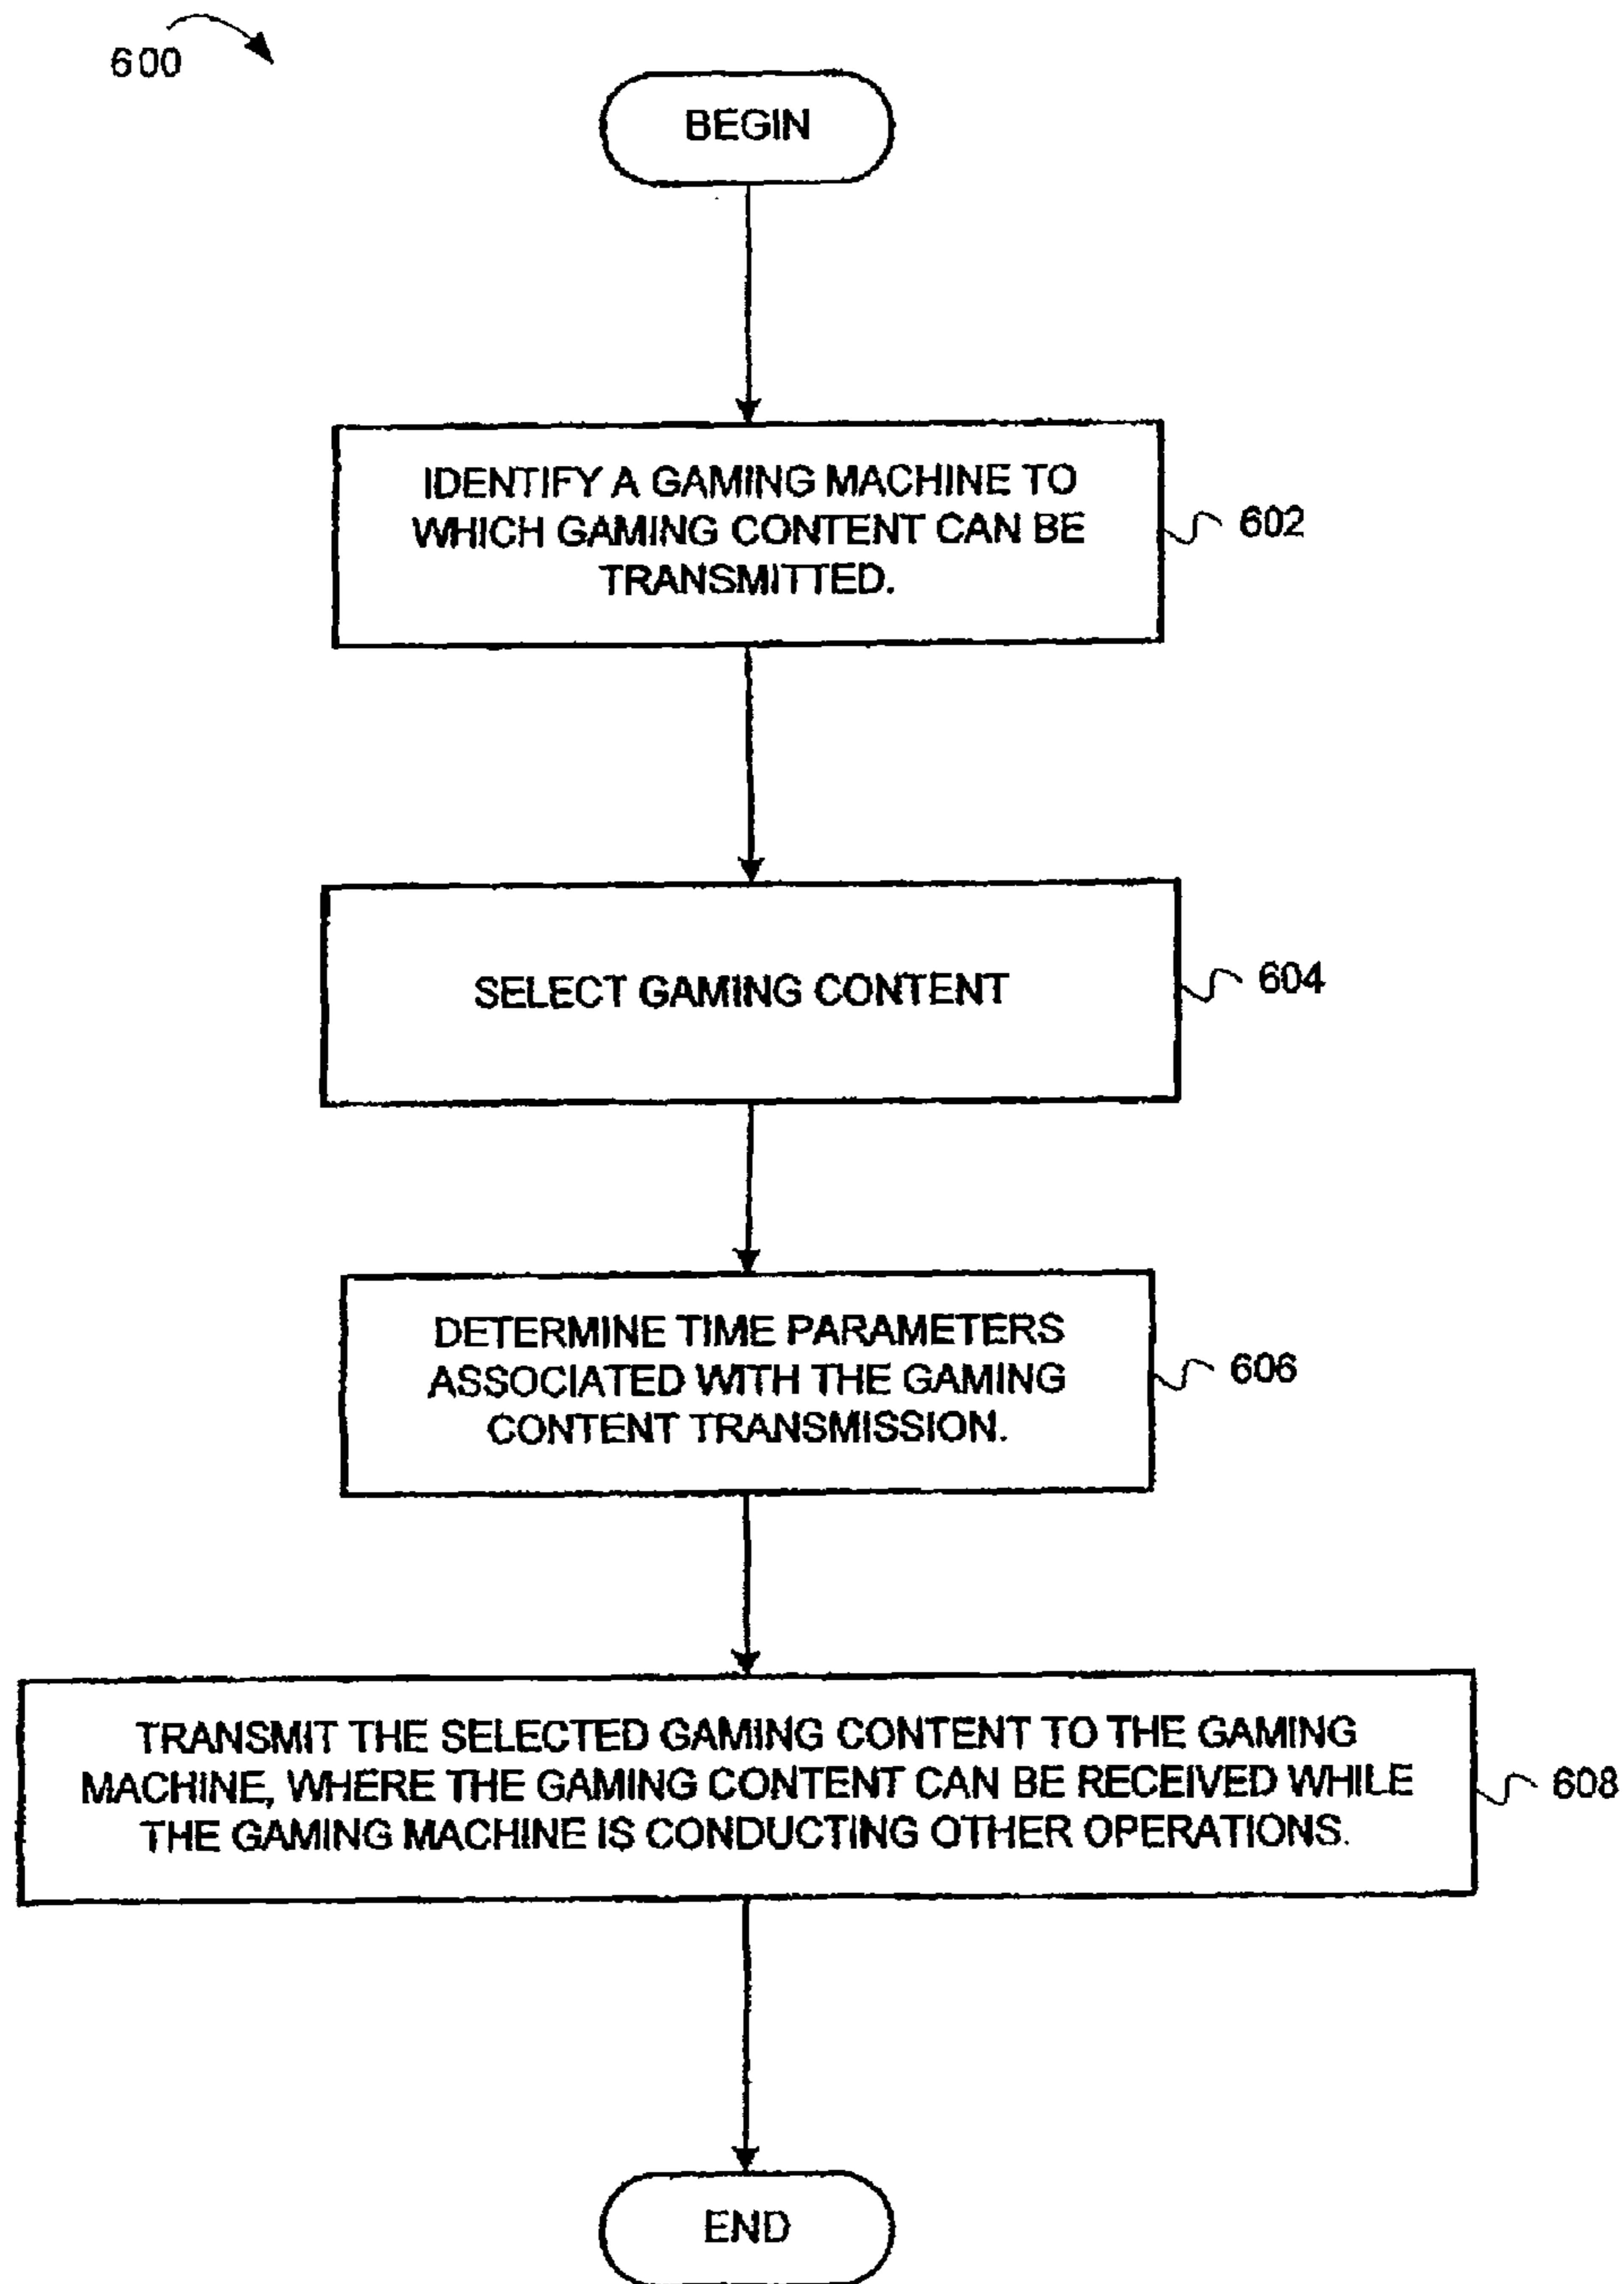 600
BEGIN
IDENTIFY A GAMING MACHINE TO
WHICH GAMING CONTENT CAN BE
TRANSMITTED.
602
SELECT GAMING CONTENT
604
DETERMINE TIME PARAMETERS
ASSOCIATED WITH THE GAMING
CONTENT TRANSMISSION.
606
TRANSMIT THE SELECTED GAMING CONTENT TO THE GAMING
MACHINE, WHERE THE GAMING CONTENT CAN BE RECEIVED WHILE
THE GAMING MACHINE IS CONDUCTING OTHER OPERATIONS.
608
END